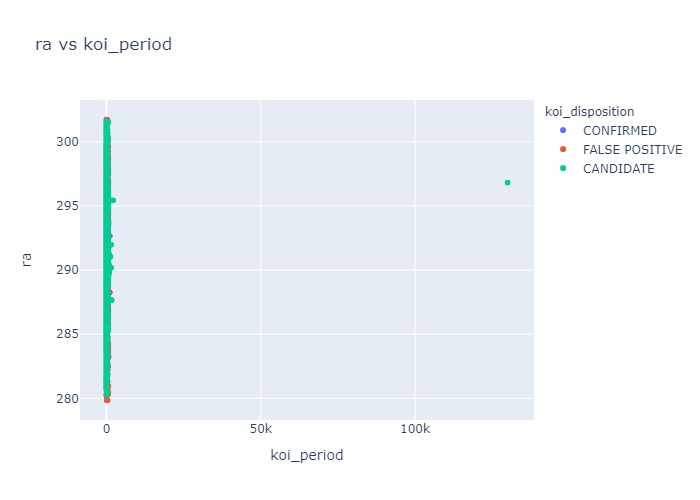 ra vs koi_period
koi_disposition
CONFIRMED
FALSE POSITIVE
CANDIDATE
300
295
290
285
280
ra
0
50k
100k
koi_period